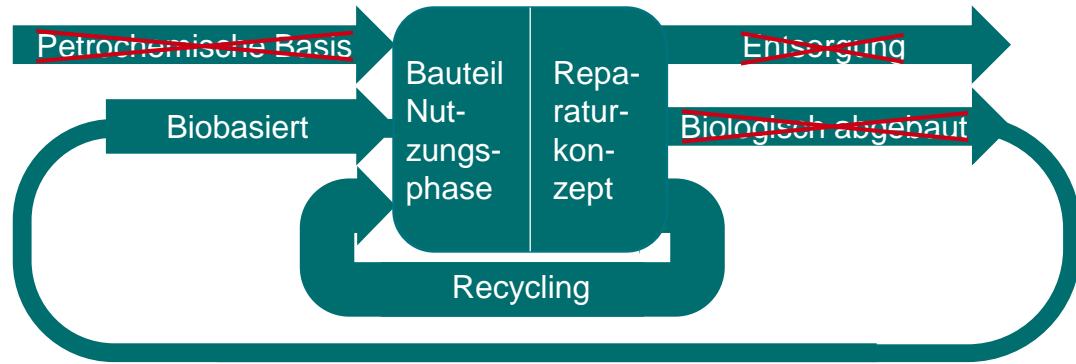 Petrochemische Basis
Entsorgung
Bauteil
Nut-
zungs-
phase
Repa-
ratur-
kon-
zept
Biobasiert
Biologisch abgebaut
Recycling